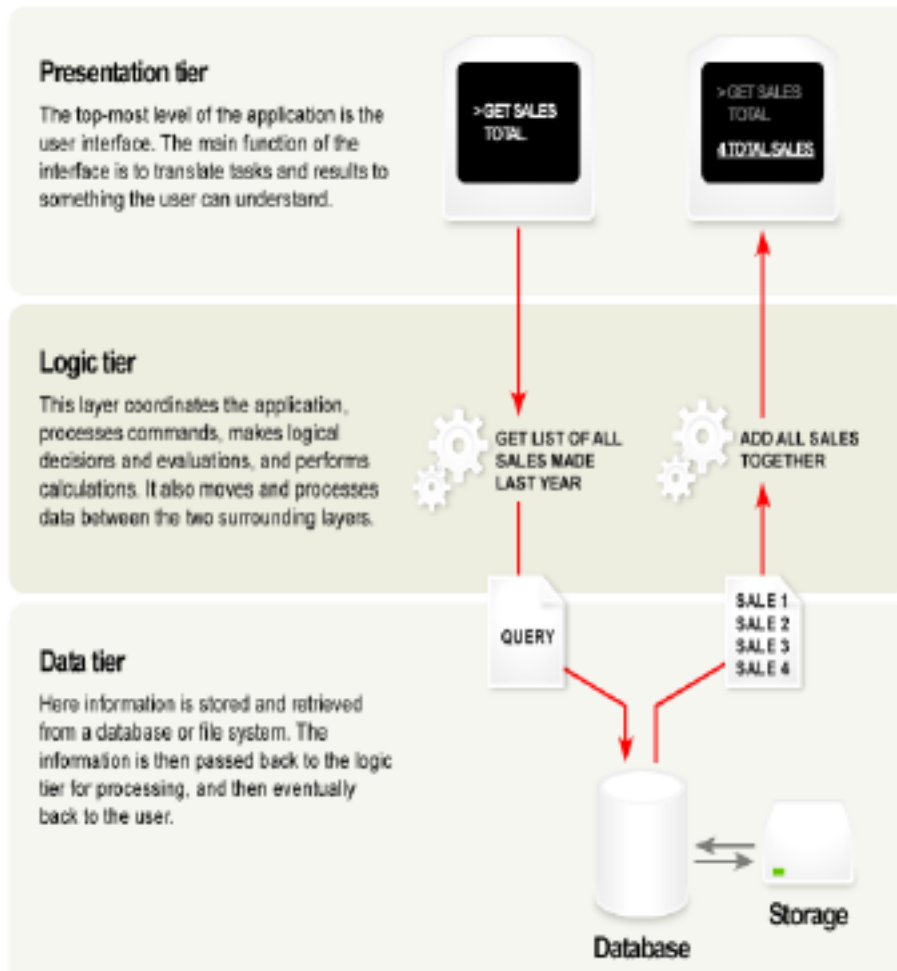 Presentation tier
The top-most level of the application is the
user interface. The main function of the
interface is to translate tasks and results to
something the user can understand.
>GET SALES
TOTAL
>GET SALES
TOTAL
4 TOTAL SALES
Logic tier
This layer coordinates the application,
processes commands, makes logical
decisions and evaluations, and performs
calculations. It also moves and processes
data between the two surrounding layers.
GET LIST OF ALL
SALES MADE
LAST YEAR
ADD ALL SALES
TOGETHER
Data tier
Here information is stored and retrieved
from a database or file system. The
information is then passed back to the logic
tier for processing, and then eventually
back to the user.
QUERY
SALE 1
SALE 2
SALE 3
SALE 4
Database
Storage